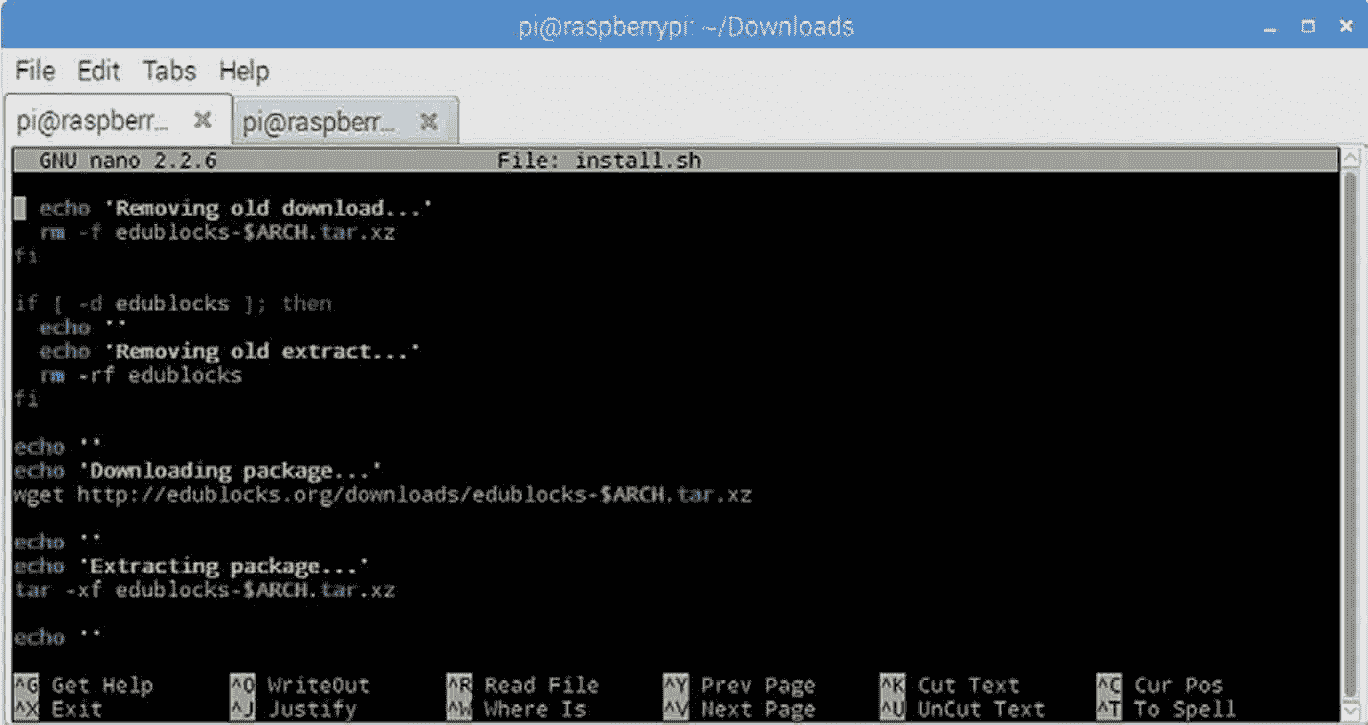 pi@raspberrypi: ~/Downloads
File Edit Tabs Help
pi@raspberr... pi@raspberr...
GNU nano 2.2.6 File: install.sh
echo 'Removing old download...'
rm -f edublocks-$ARCH.tar.xz
fi
if [ -d edublocks ]; then
echo ''
echo 'Removing old extract...'
rm -rf edublocks
fi
echo ''
echo 'Downloading package...'
wget http://edublocks.org/downloads/edublocks-$ARCH.tar.xz
echo ''
echo 'Extracting package...'
tar -xf edublocks-$ARCH.tar.xz
echo ''
^G Get Help ^O WriteOut ^R Read File ^Y Prev Page ^K Cut Text ^C Cur Pos
^X Exit ^J Justify ^W Where Is ^V Next Page ^U UnCut Text ^T To Spell